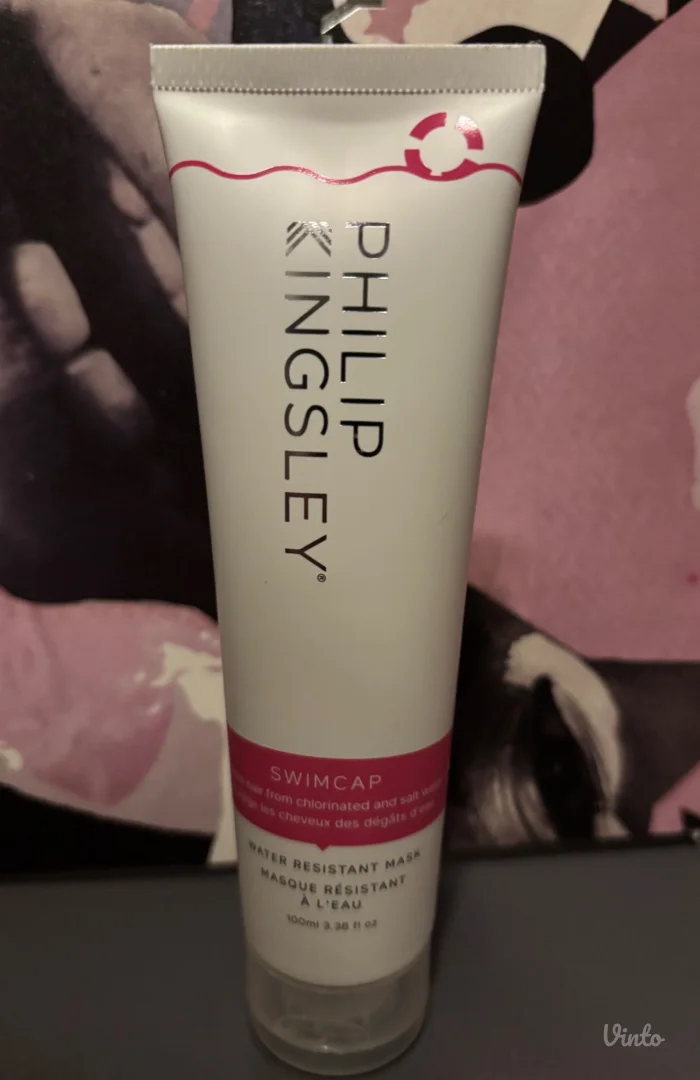 PHILIP
KINGSLEY®
SWIMCAP
hair from chlorinated and salt
les cheveux des dégâts d'eau
WATER RESISTANT MASK
MASQUE RÉSISTANT
À L'EAU
100ml 3.38 fl oz
Vinto